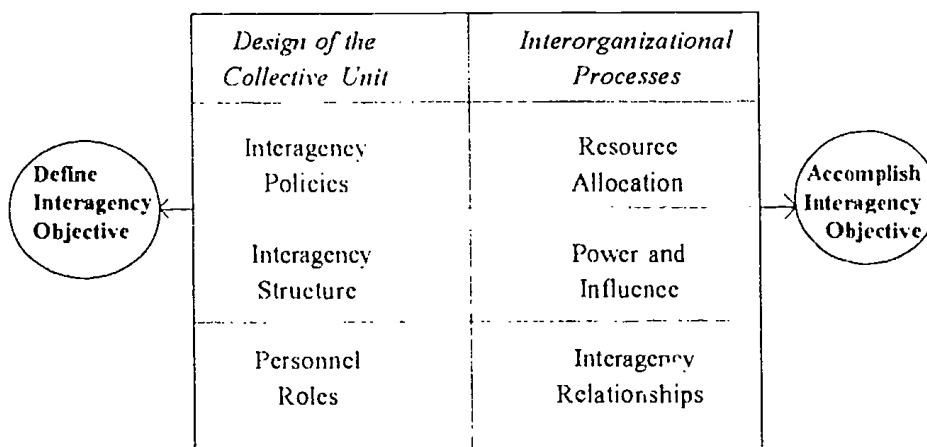 Design of the
Collective Unit
Interorganizational
Processes
Define
Interagency
Objective
Interagency
Policies
Resource
Allocation
Accomplish
Interagency
Objective
Interagency
Structure
Power and
Influence
Personnel
Roles
Interagency
Relationships